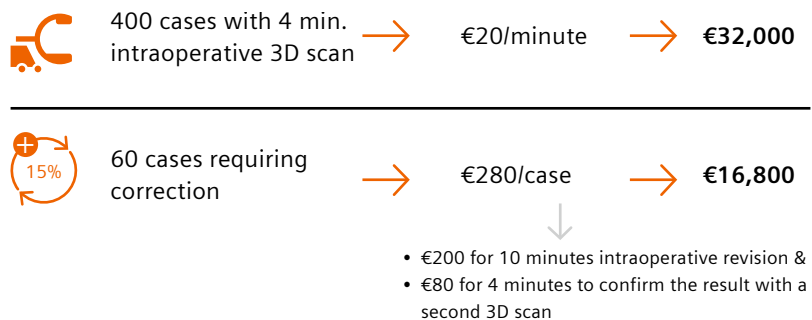 400 cases with 4 min.
intraoperative 3D scan
€20/minute
€32,000
15%
60 cases requiring
correction
€280/case
€16,800
• €200 for 10 minutes intraoperative revision &
• €80 for 4 minutes to confirm the result with a
second 3D scan